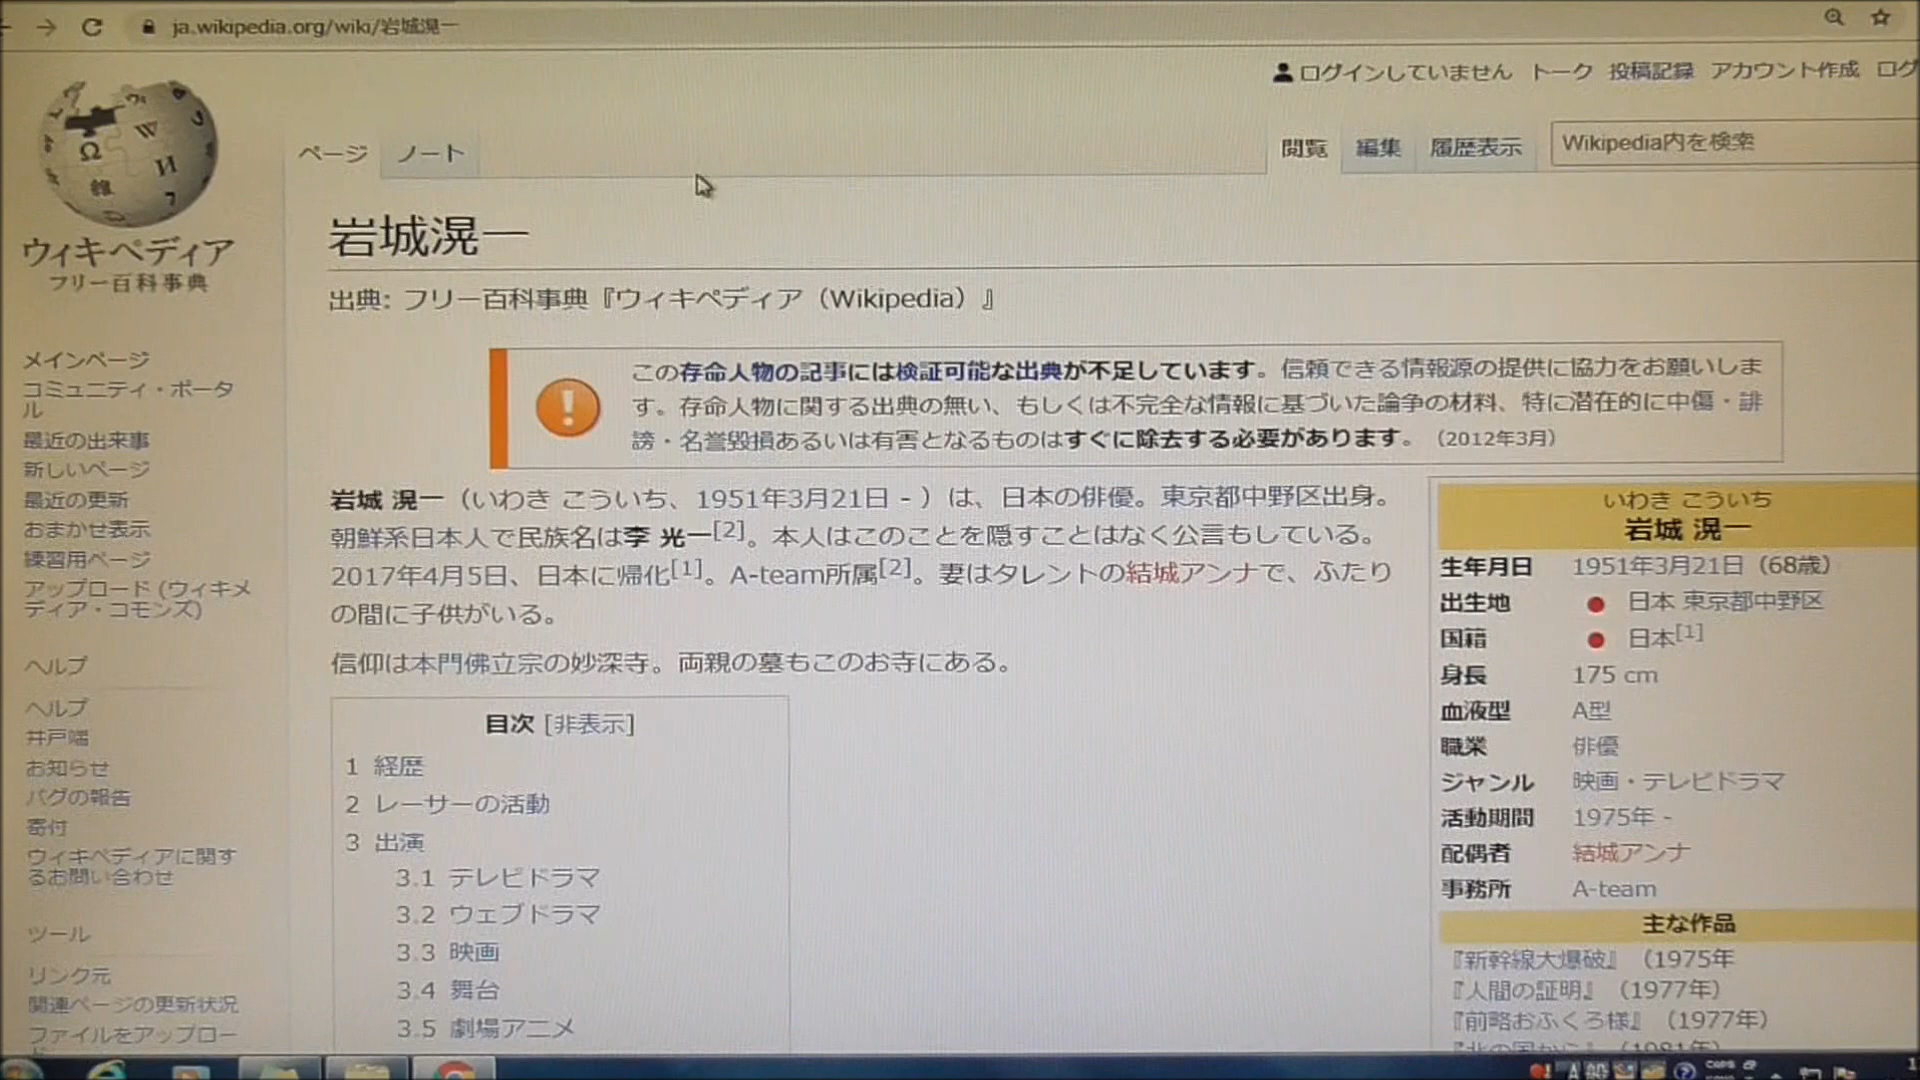 ja.wikipedia.org/wiki/岩城滉一
ログインしていません トーク 投稿記録 アカウント作成 ログ
ページ ノート
閲覧 編集 履歴表示 Wikipedia内を検索
ウィキペディア
フリー百科事典
メインページ
コミュニティ・ポータ
ル
最近の出来事
新しいページ
最近の更新
おまかせ表示
練習用ページ
アップロード (ウィキメ
ディア・コモンズ)
ヘルプ
ヘルプ
井戸端
お知らせ
バグの報告
寄付
ウィキペディアに関す
るお問い合わせ
ツール
リンク元
関連ページの更新状況
ファイルをアップロー
岩城滉一
出典: フリー百科事典『ウィキペディア（Wikipedia）』
この存命人物の記事には検証可能な出典が不足しています。信頼できる情報源の提供に協力をお願いしま
す。存命人物に関する出典の無い、もしくは不完全な情報に基づいた論争の材料、特に潜在的に中傷・誹
謗・名誉毀損あるいは有害となるものはすぐに除去する必要があります。（2012年3月）
岩城 滉一（いわき こういち、1951年3月21日 - ）は、日本の俳優。東京都中野区出身。
朝鮮系日本人で民族名は李 光一[2]。本人はこのことを隠すことはなく公言もしている。
2017年4月5日、日本に帰化[1]。A-team所属[2]。妻はタレントの結城アンナで、ふたり
の間に子供がいる。
信仰は本門佛立宗の妙深寺。両親の墓もこのお寺にある。
目次 [非表示]
1 経歴
2 レーサーの活動
3 出演
3.1 テレビドラマ
3.2 ウェブドラマ
3.3 映画
3.4 舞台
3.5 劇場アニメ
いわき こういち
岩城 滉一
生年月日 1951年3月21日（68歳）
出生地 日本 東京都中野区
国籍 日本[1]
身長 175 cm
血液型 A型
職業 俳優
ジャンル 映画・テレビドラマ
活動期間 1975年 -
配偶者 結城アンナ
事務所 A-team
主な作品
『新幹線大爆破』（1975年
『人間の証明』（1977年）
『前略おふくろ様』（1977年）
『北の国から』（1981年）